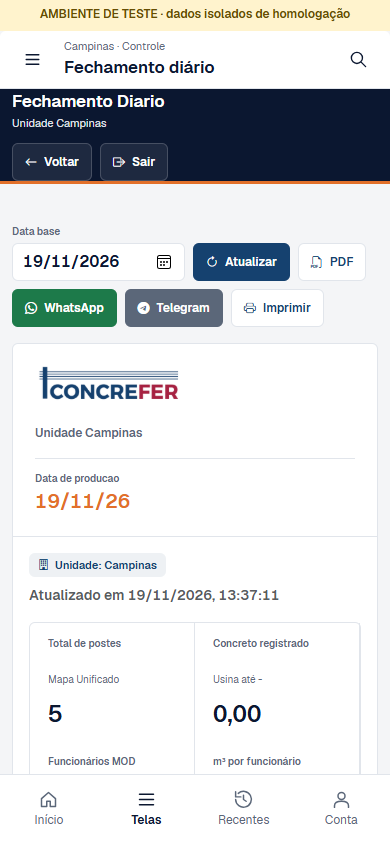 AMBIENTE DE TESTE · dados isolados de homologação
Campinas · Controle
Fechamento diário
Fechamento Diario
Unidade Campinas
Voltar
Sair
Data base
19/11/2026
Atualizar
PDF
WhatsApp
Telegram
Imprimir
CONCREFER
Unidade Campinas
Data de producao
19/11/26
Unidade: Campinas
Atualizado em 19/11/2026, 13:37:11
Total de postes
Concreto registrado
Mapa Unificado
Usina até -
5
0,00
Funcionários MOD
m³ por funcionário
Início
Telas
Recentes
Conta